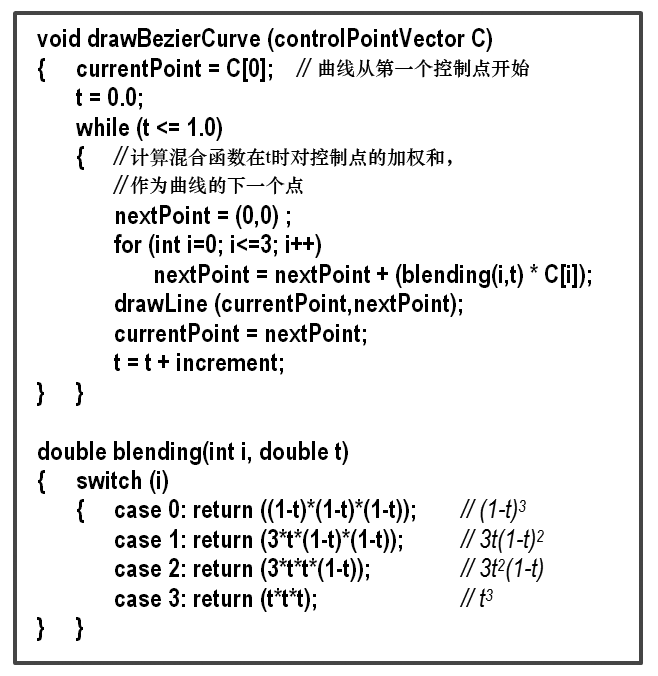 void drawBezierCurve (controlPointVector C)
{ currentPoint = C[0]; // 曲线从第一个控制点开始
t = 0.0;
while (t <= 1.0)
{ //计算混合函数在t时对控制点的加权和，
//作为曲线的下一个点
nextPoint = (0,0) ;
for (int i=0; i<=3; i++)
nextPoint = nextPoint + (blending(i,t) * C[i]);
drawLine (currentPoint,nextPoint);
currentPoint = nextPoint;
t = t + increment;
} }
double blending(int i, double t)
{ switch (i)
{ case 0: return ((1-t)*(1-t)*(1-t)); // (1-t)³
case 1: return (3*t*(1-t)*(1-t)); // 3t(1-t)²
case 2: return (3*t*t*(1-t)); // 3t²(1-t)
case 3: return (t*t*t); // t³
} }